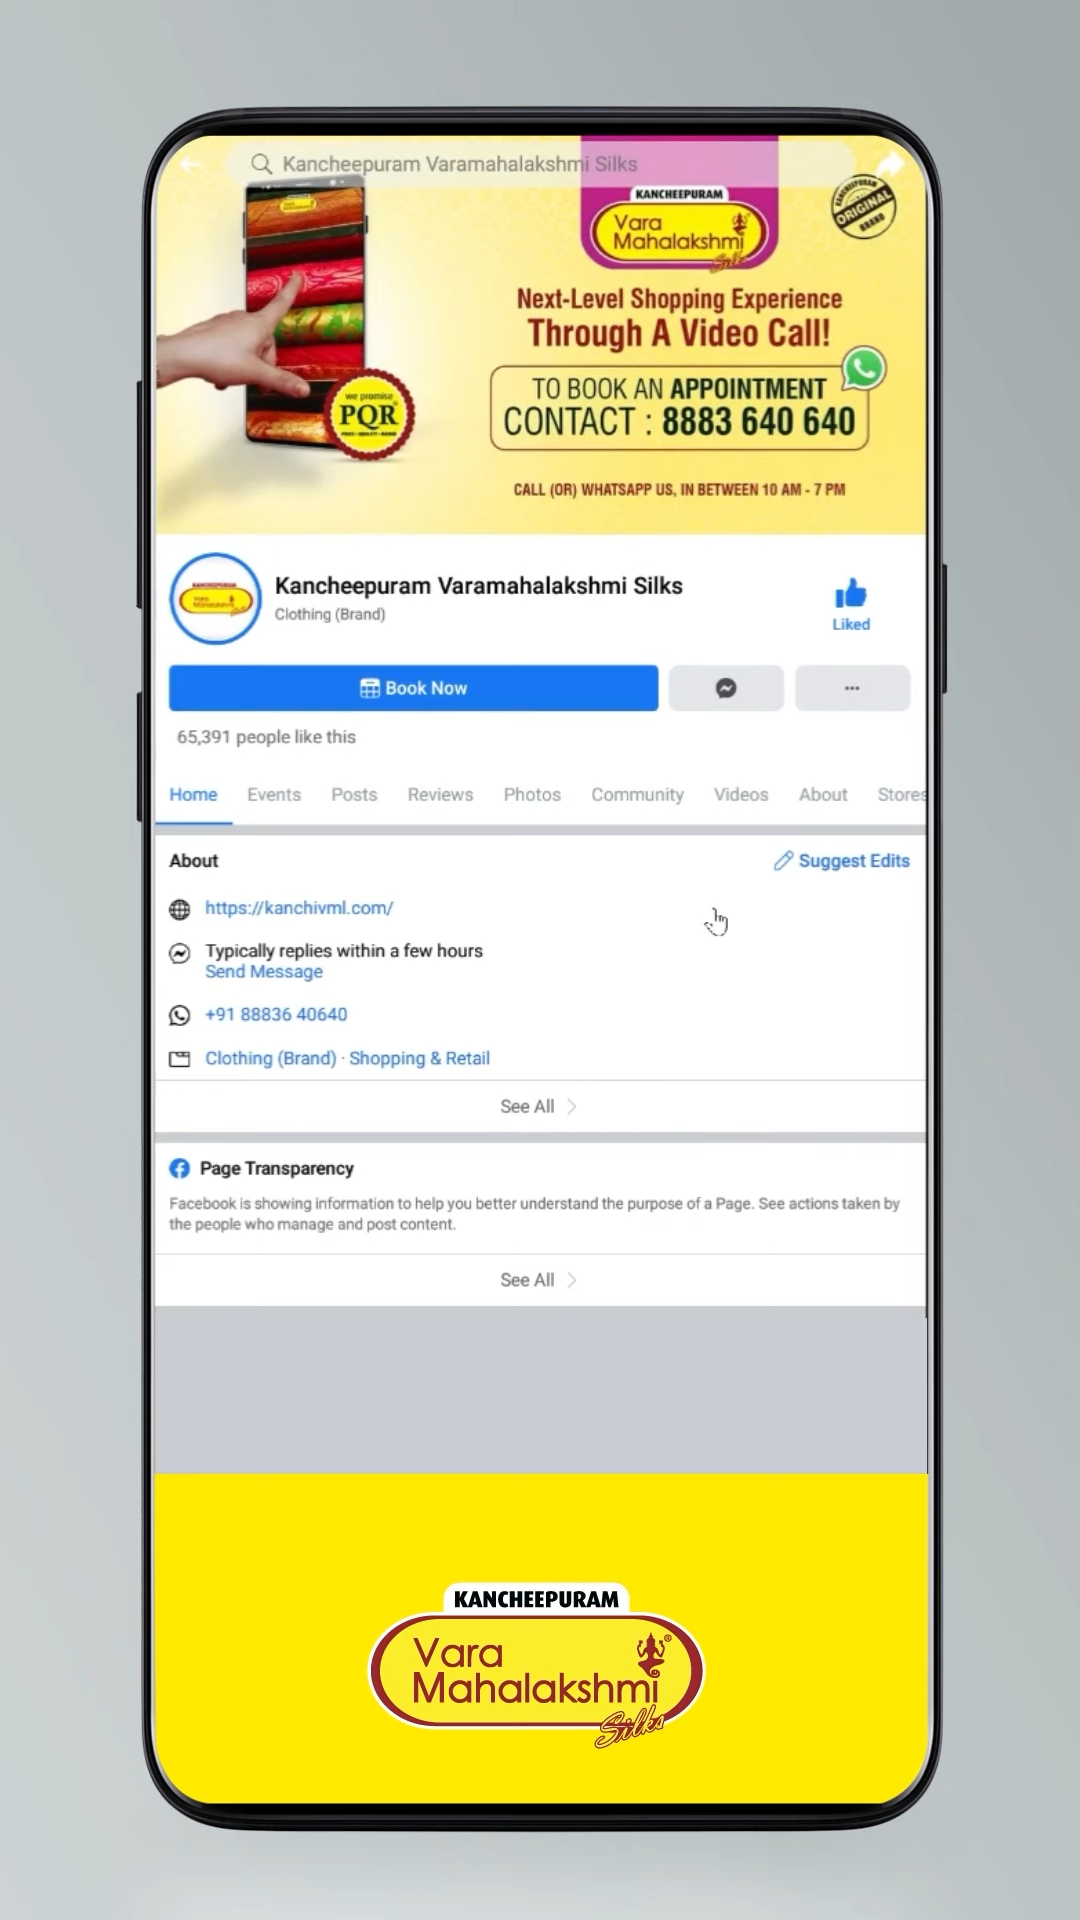 Kancheepuram Varamahalakshmi Silks
KANCHEEPURAM
Vara
Mahalakshmi
Silks
KANCHEEPURAM
ORIGINAL
BRAND
Next-Level Shopping Experience
Through A Video Call!
TO BOOK AN APPOINTMENT
CONTACT : 8883 640 640
CALL (OR) WHATSAPP US, IN BETWEEN 10 AM - 7 PM
we promise
PQR
Kancheepuram Varamahalakshmi Silks
Clothing (Brand)
Liked
KANCHEEPURAM
Vara
Mahalakshmi
Book Now
65,391 people like this
Home Events Posts Reviews Photos Community Videos About Stores
About
Suggest Edits
https://kanchivml.com/
Typically replies within a few hours
Send Message
+91 88836 40640
Clothing (Brand) · Shopping & Retail
See All
Page Transparency
Facebook is showing information to help you better understand the purpose of a Page. See actions taken by
the people who manage and post content.
See All
KANCHEEPURAM
Vara
Mahalakshmi®
Silks